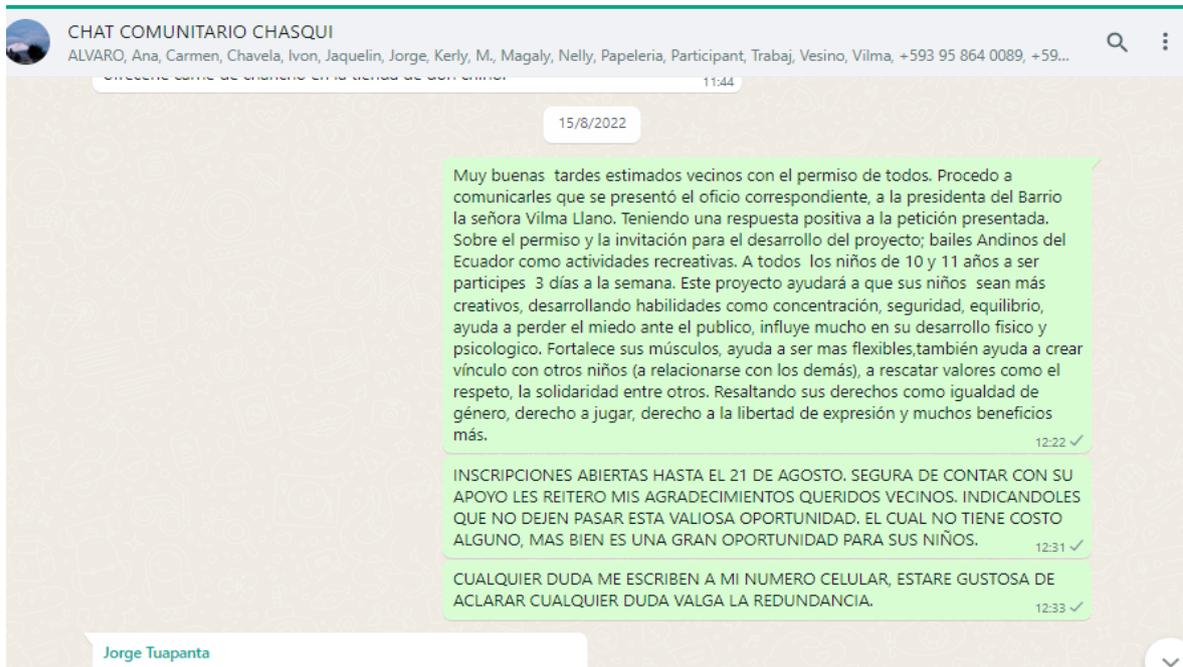 CHAT COMUNITARIO CHASQUI
ALVARO, Ana, Carmen, Chavela, Ivon, Jaquelin, Jorge, Kerly, M., Magaly, Nelly, Papeleria, Participant, Trabaj, Vesino, Vilma, +593 95 864 0089, +59...
11:44
15/8/2022
Muy buenas tardes estimados vecinos con el permiso de todos. Procedo a
comunicarles que se presentó el oficio correspondiente, a la presidenta del Barrio
la señora Vilma Llano. Teniendo una respuesta positiva a la petición presentada.
Sobre el permiso y la invitación para el desarrollo del proyecto; bailes Andinos del
Ecuador como actividades recreativas. A todos los niños de 10 y 11 años a ser
participes 3 días a la semana. Este proyecto ayudará a que sus niños sean más
creativos, desarrollando habilidades como concentración, seguridad, equilibrio,
ayuda a perder el miedo ante el publico, influye mucho en su desarrollo fisico y
psicologico. Fortalece sus músculos, ayuda a ser mas flexibles,también ayuda a crear
vínculo con otros niños (a relacionarse con los demás), a rescatar valores como el
respeto, la solidaridad entre otros. Resaltando sus derechos como igualdad de
género, derecho a jugar, derecho a la libertad de expresión y muchos beneficios
más.
12:22
INSCRIPCIONES ABIERTAS HASTA EL 21 DE AGOSTO. SEGURA DE CONTAR CON SU
APOYO LES REITERO MIS AGRADECIMIENTOS QUERIDOS VECINOS. INDICANDOLES
QUE NO DEJEN PASAR ESTA VALIOSA OPORTUNIDAD. EL CUAL NO TIENE COSTO
ALGUNO, MAS BIEN ES UNA GRAN OPORTUNIDAD PARA SUS NIÑOS.
12:31
CUALQUIER DUDA ME ESCRIBEN A MI NUMERO CELULAR, ESTARE GUSTOSA DE
ACLARAR CUALQUIER DUDA VALGA LA REDUNDANCIA.
12:33
Jorge Tuapanta